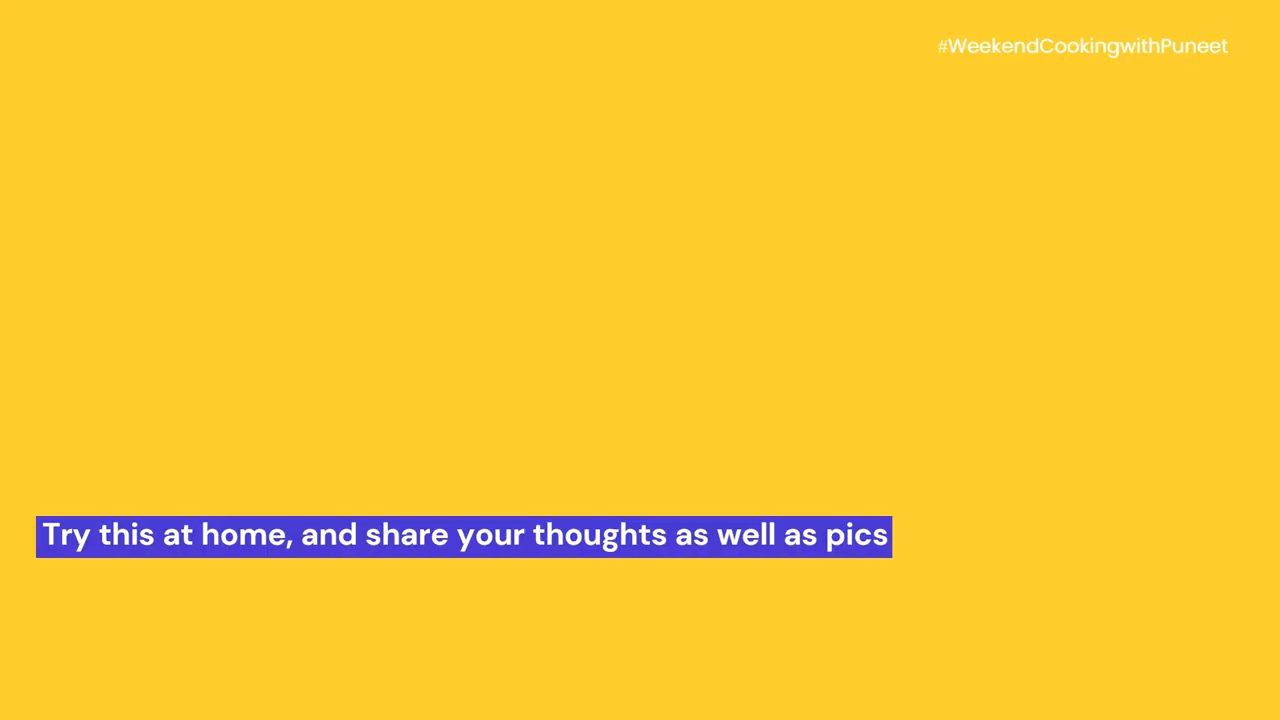 #WeekendCookingwithPuneet
Try this at home, and share your thoughts as well as pics